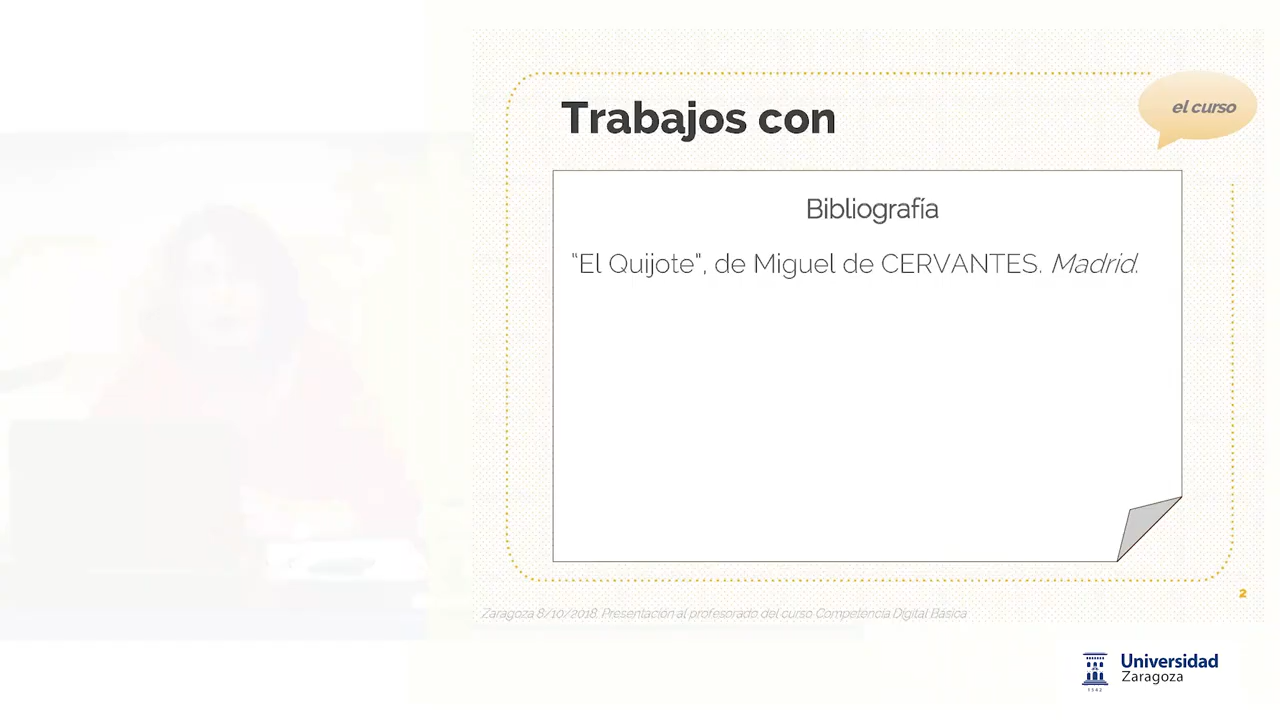 Trabajos con
el curso
Bibliografía
"El Quijote", de Miguel de CERVANTES. Madrid.
2
Zaragoza 8/10/2018. Presentación al profesorado del curso Competencia Digital Básica
Universidad
Zaragoza
1542